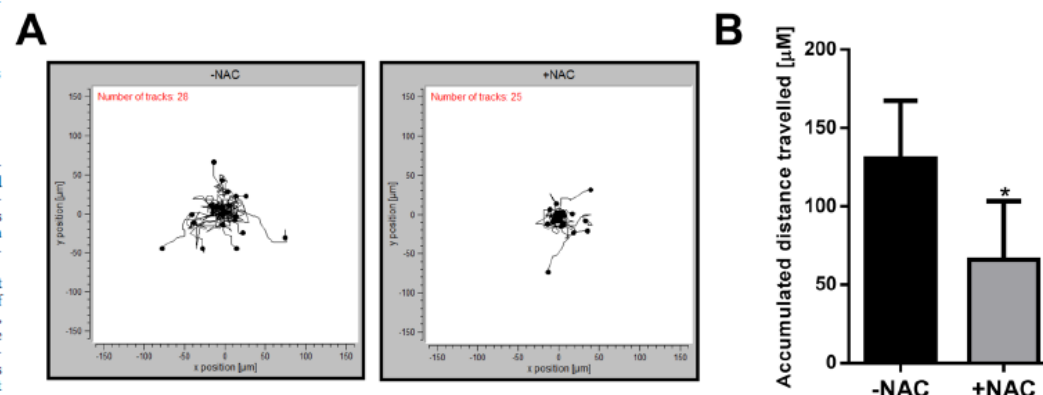 A
B
-NAC
Number of tracks: 28
y position [µm]
150
100
50
0
-50
-100
-150
-150
-100
-50
0
50
100
150
x position [µm]
+NAC
Number of tracks: 25
y position [µm]
150
100
50
0
-50
-100
-150
-150
-100
-50
0
50
100
150
x position [µm]
Accumulated distance travelled [µM]
200
150
100
50
0
*
-NAC
+NAC